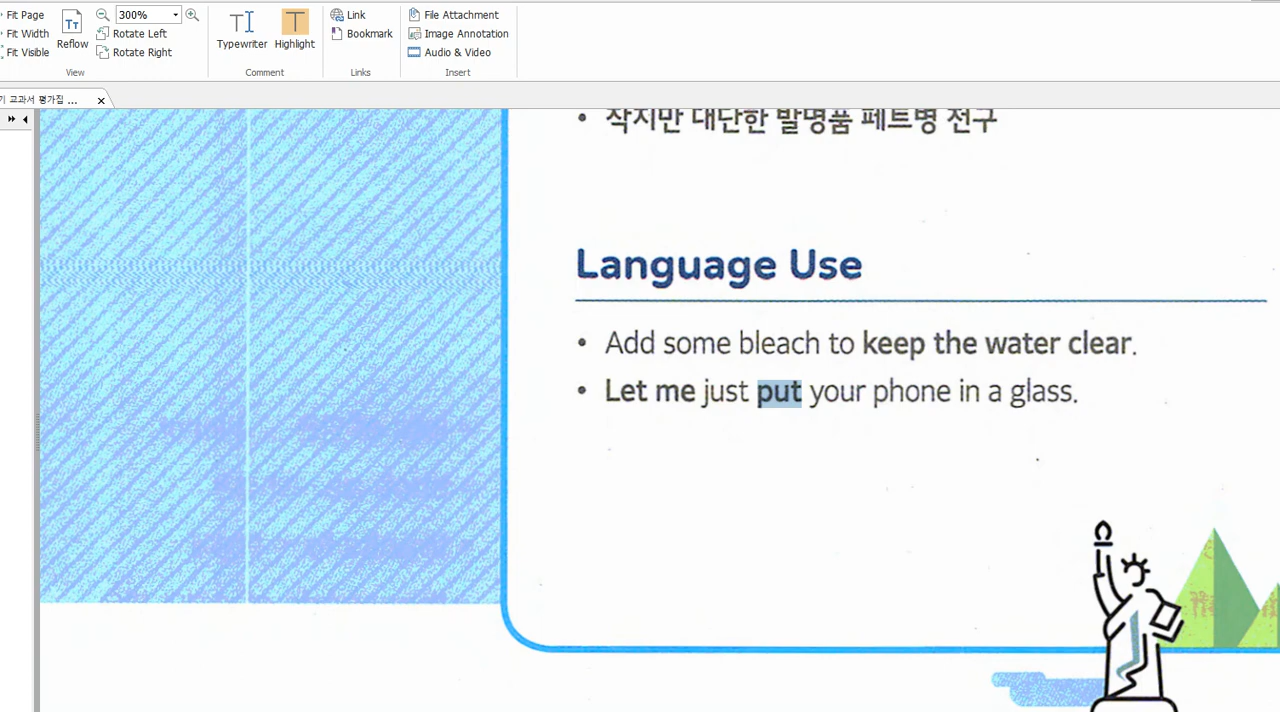 Fit Page
Fit Width
Fit Visible
Reflow
300%
Rotate Left
Rotate Right
View
Typewriter
Highlight
Comment
Link
Bookmark
Links
File Attachment
Image Annotation
Audio & Video
Insert
기 교과서 평가집 ...
• 작지만 대단한 발명품 페트병 전구
Language Use
• Add some bleach to keep the water clear.
• Let me just put your phone in a glass.